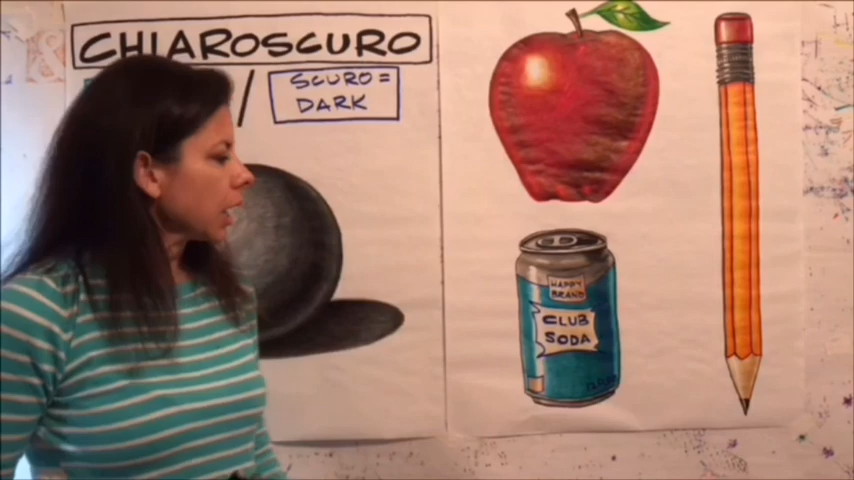 CHIAROSCURO
/
SCURO =
DARK
HAPPY
BRAND
CLUB
SODA